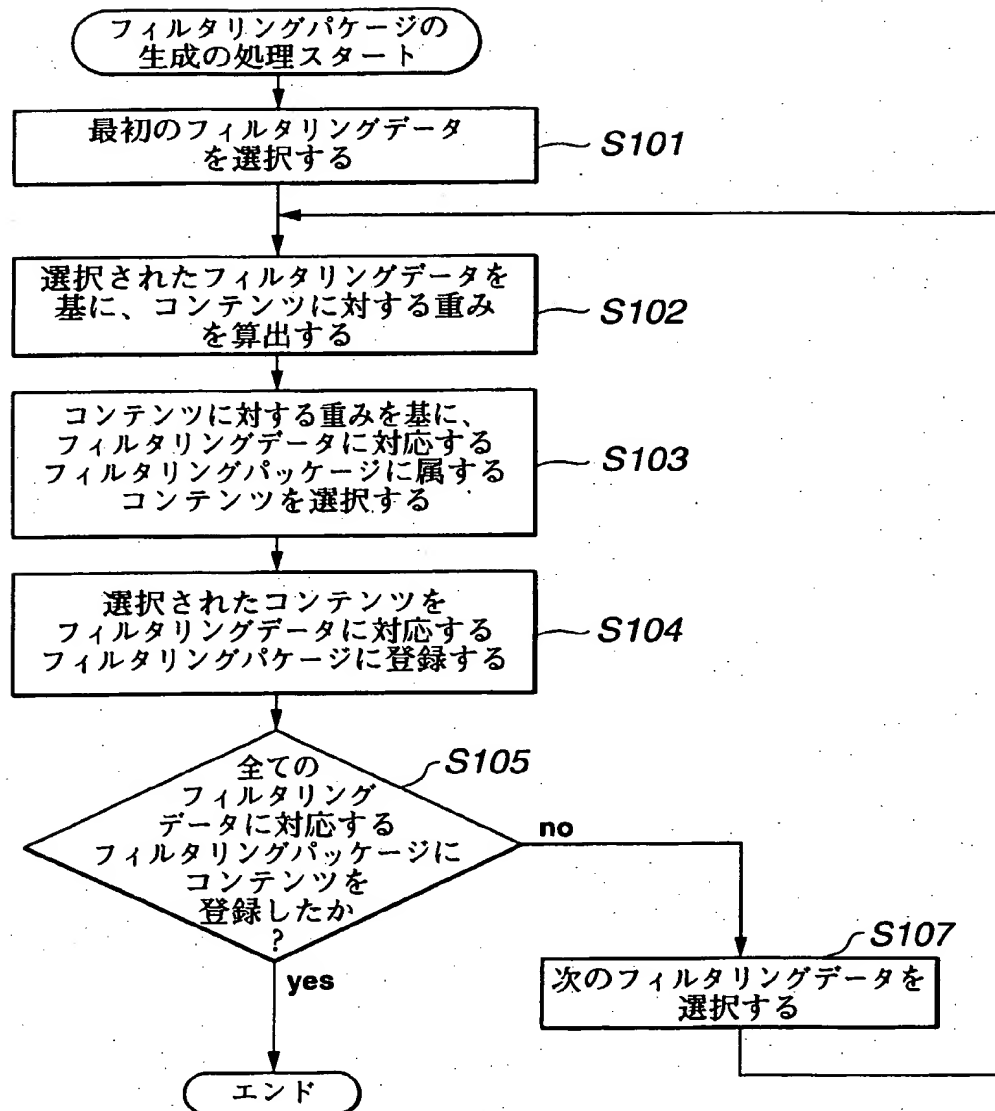 フィルタリングパケージの
生成の処理スタート
最初のフィルタリングデータ
を選択する
S101
選択されたフィルタリングデータを
基に、コンテンツに対する重み
を算出する
S102
コンテンツに対する重みを基に、
フィルタリングデータに対応する
フィルタリングパッケージに属する
コンテンツを選択する
S103
選択されたコンテンツを
フィルタリングデータに対応する
フィルタリングパケージに登録する
S104
全ての
フィルタリング
データに対応する
フィルタリングパッケージに
コンテンツを
登録したか
?
S105
no
yes
S107
次のフィルタリングデータを
選択する
エンド